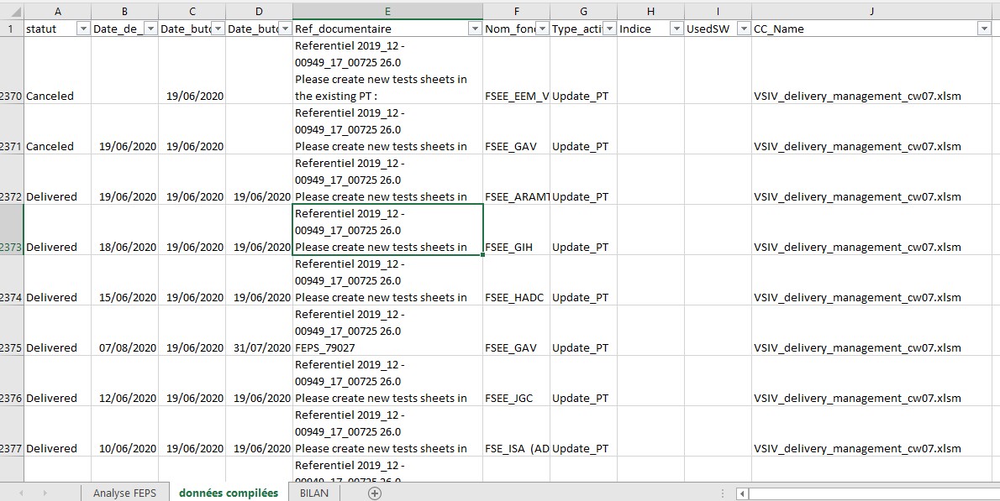 A B C D E F G H I J
1 statut Date_de_ Date_buto Date_buto Ref_documentaire Nom_fonc Type_acti Indice UsedSW CC_Name
Referentiel 2019_12 -
00949_17_00725 26.0
Please create new tests sheets in
2370 Canceled 19/06/2020 the existing PT : FSEE_EEM_V Update_PT VSIV_delivery_management_cw07.xlsm
Referentiel 2019_12 -
00949_17_00725 26.0
2371 Canceled 19/06/2020 19/06/2020 Please create new tests sheets in FSEE_GAV Update_PT VSIV_delivery_management_cw07.xlsm
Referentiel 2019_12 -
00949_17_00725 26.0
2372 Delivered 19/06/2020 19/06/2020 19/06/2020 Please create new tests sheets in FSEE_ARAMT Update_PT VSIV_delivery_management_cw07.xlsm
Referentiel 2019_12 -
00949_17_00725 26.0
2373 Delivered 18/06/2020 19/06/2020 19/06/2020 Please create new tests sheets in FSEE_GIH Update_PT VSIV_delivery_management_cw07.xlsm
Referentiel 2019_12 -
00949_17_00725 26.0
2374 Delivered 15/06/2020 19/06/2020 19/06/2020 Please create new tests sheets in FSEE_HADC Update_PT VSIV_delivery_management_cw07.xlsm
Referentiel 2019_12 -
00949_17_00725 26.0
2375 Delivered 07/08/2020 19/06/2020 31/07/2020 FEPS_79027 FSEE_GAV Update_PT VSIV_delivery_management_cw07.xlsm
Referentiel 2019_12 -
00949_17_00725 26.0
2376 Delivered 12/06/2020 19/06/2020 19/06/2020 Please create new tests sheets in FSEE_JGC Update_PT VSIV_delivery_management_cw07.xlsm
Referentiel 2019_12 -
00949_17_00725 26.0
2377 Delivered 10/06/2020 19/06/2020 19/06/2020 Please create new tests sheets in FSE_ISA (AD Update_PT VSIV_delivery_management_cw07.xlsm
Referentiel 2019_12 -
00949_17_00725 26.0
Analyse FEPS données compilées BILAN